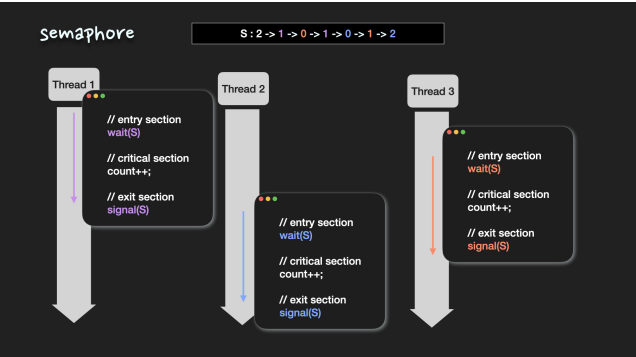 semaphore
S : 2 -> 1 -> 0 -> 1 -> 0 -> 1 -> 2
Thread 1
// entry section
wait(S)
// critical section
count++;
// exit section
signal(S)
Thread 2
// entry section
wait(S)
// critical section
count++;
// exit section
signal(S)
Thread 3
// entry section
wait(S)
// critical section
count++;
// exit section
signal(S)